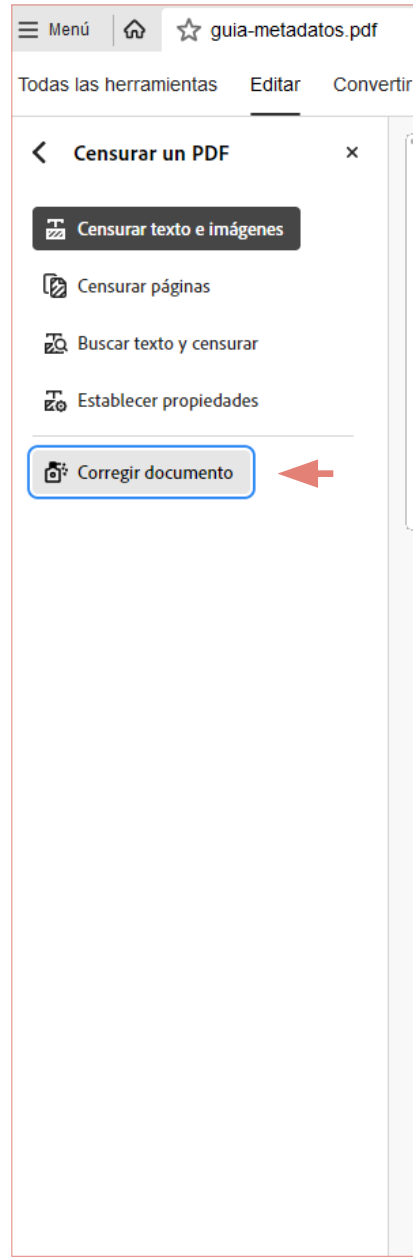 Menú
guia-metadatos.pdf
Todas las herramientas Editar Convertir
Censurar un PDF
Censurar texto e imágenes
Censurar páginas
Buscar texto y censurar
Establecer propiedades
Corregir documento